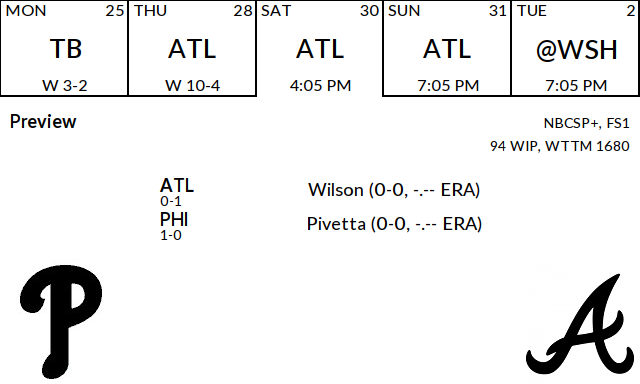 MON 25 THU 28 SAT 30 SUN 31 TUE 2
TB ATL ATL ATL @WSH
W 3-2 W 10-4 4:05 PM 7:05 PM 7:05 PM
Preview NBCSP+, FS1
94 WIP, WTTM 1680
ATL Wilson (0-0, -.-- ERA)
0-1
PHI Pivetta (0-0, -.-- ERA)
1-0
P A